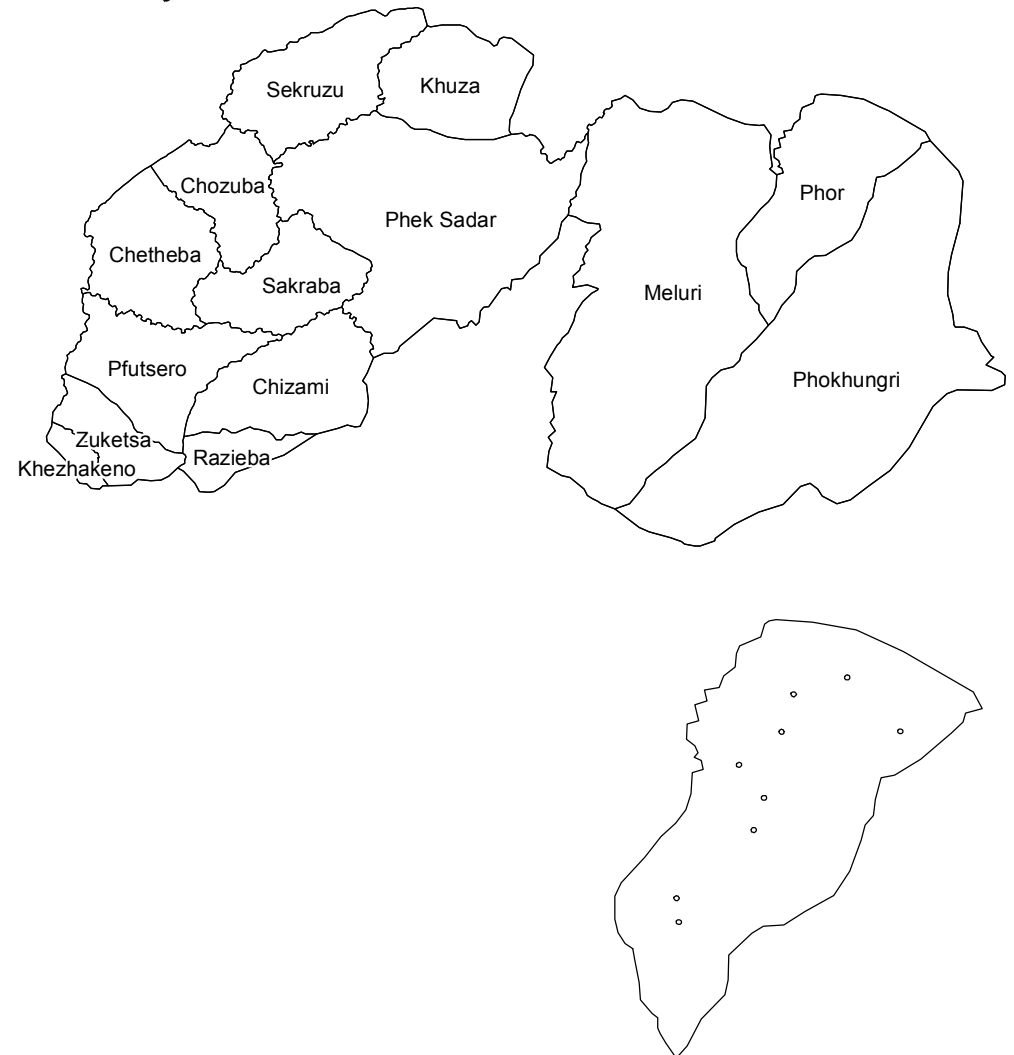 Sekruzu
Khuza
Chozuba
Phor
Phek Sadar
Chetheba
Sakraba
Meluri
Pfutsero
Chizami
Phokhungri
Zuketsa
Razieba
Khezhakeno